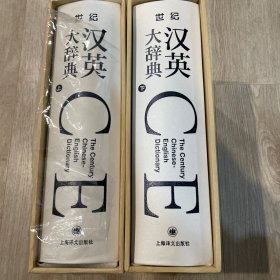 世纪
汉英
大辞典
上
CE
The Century
Chinese-
English
Dictionary
上海译文出版社
世纪
汉英
大辞典
下
CE
The Century
Chinese-
English
Dictionary
上海译文出版社